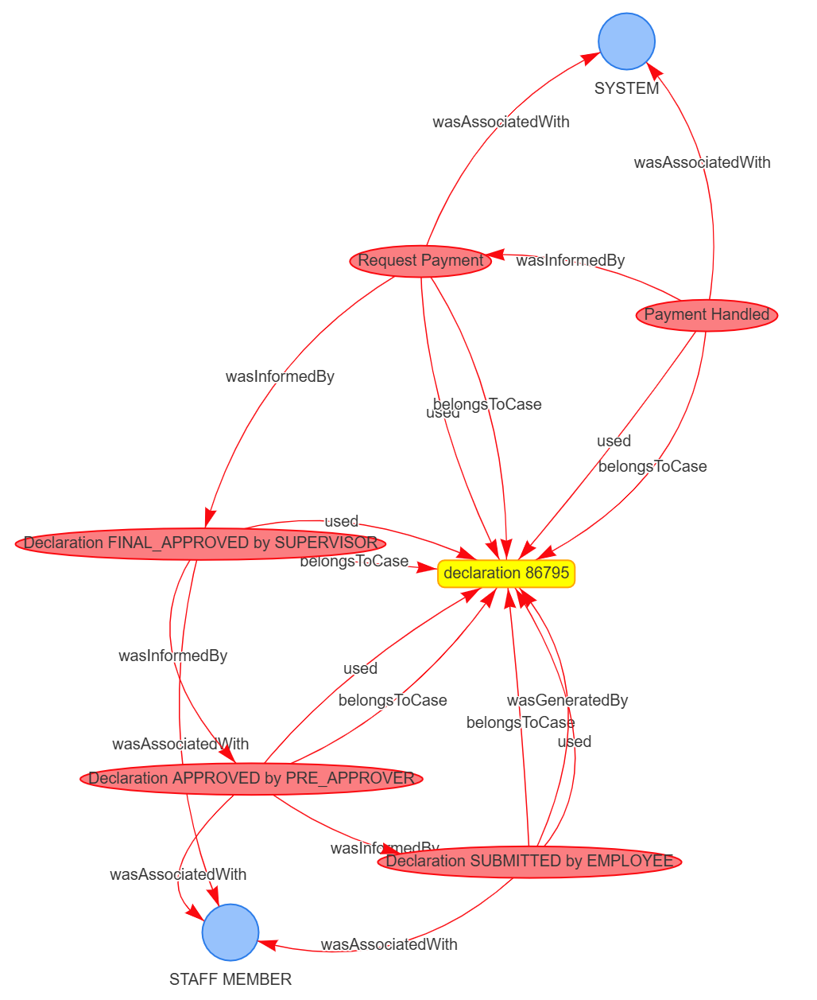 SYSTEM
wasAssociatedWith
wasAssociatedWith
Request Payment
wasInformedBy
Payment Handled
wasInformedBy
belongsToCase
used
used
belongsToCase
used
Declaration FINAL_APPROVED by SUPERVISOR
belongsToCase
declaration 86795
wasInformedBy
used
belongsToCase
wasGeneratedBy
belongsToCase
used
wasAssociatedWith
Declaration APPROVED by PRE_APPROVER
wasInformedBy
Declaration SUBMITTED by EMPLOYEE
wasAssociatedWith
wasAssociatedWith
STAFF MEMBER